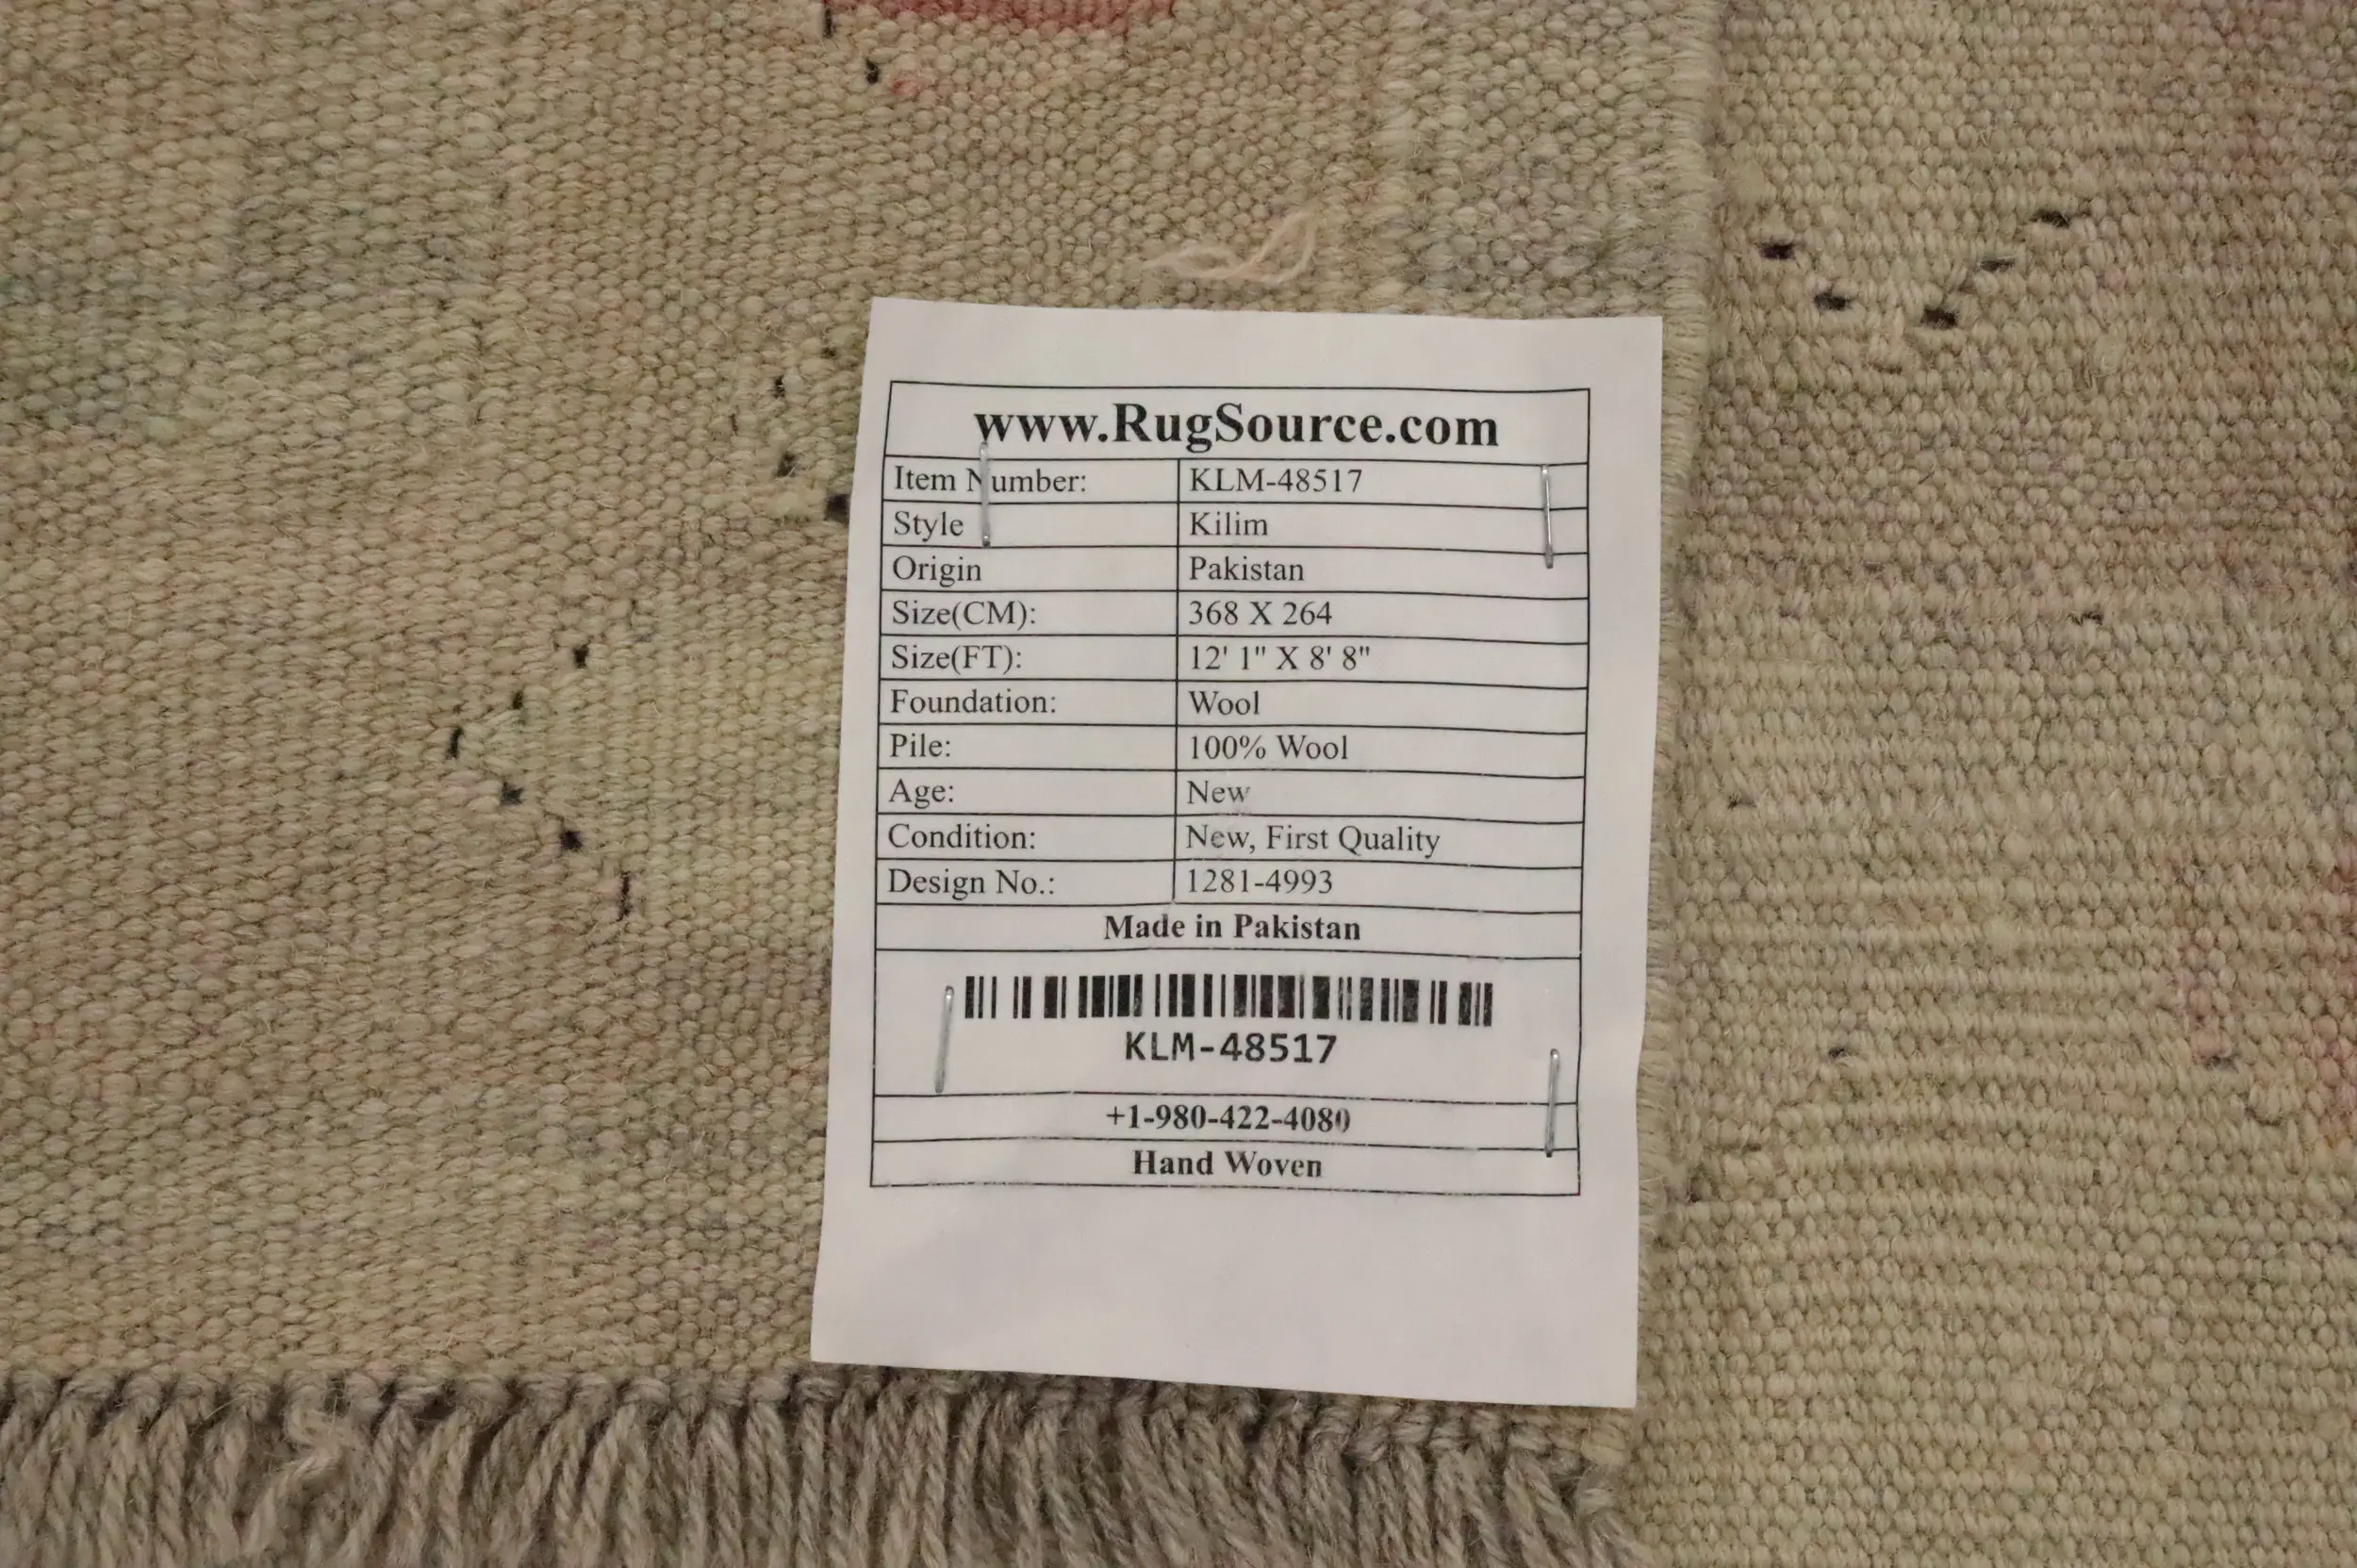 www.RugSource.com
Item Number: KLM-48517
Style Kilim
Origin Pakistan
Size(CM): 368 X 264
Size(FT): 12' 1" X 8' 8"
Foundation: Wool
Pile: 100% Wool
Age: New
Condition: New, First Quality
Design No.: 1281-4993
Made in Pakistan
KLM-48517
+1-980-422-4080
Hand Woven